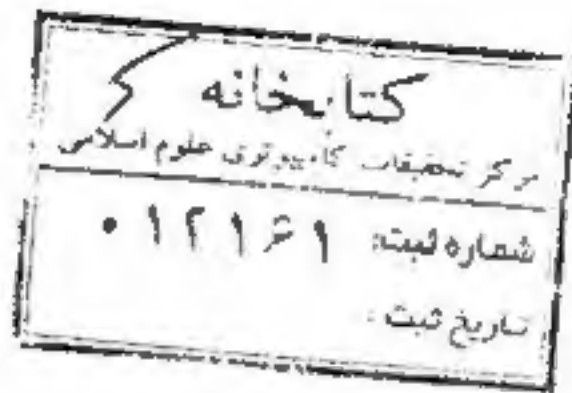 کتابخانه
مرکز تحقیقات کامپیوتری علوم اسلامی
شماره ثبت: ۰۱۲۱۶۱
تاریخ ثبت: